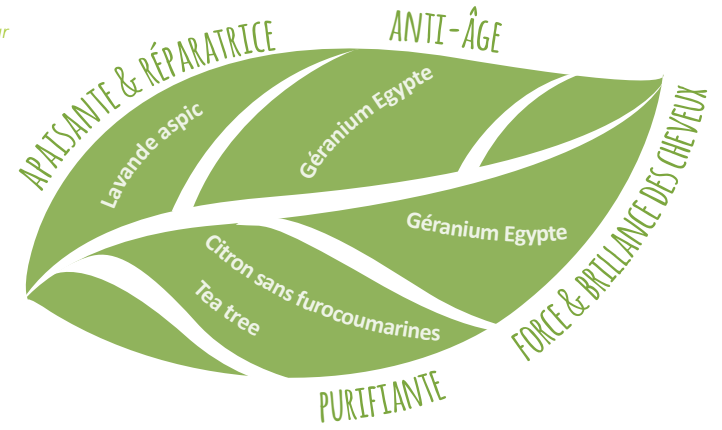 APAISANTE & RÉPARATRICE
ANTI-ÂGE
Lavande aspic
Géranium Egypte
FORCE & BRILLANCE DES CHEVEUX
Géranium Egypte
Citron sans furocoumarines
Tea tree
PURIFIANTE